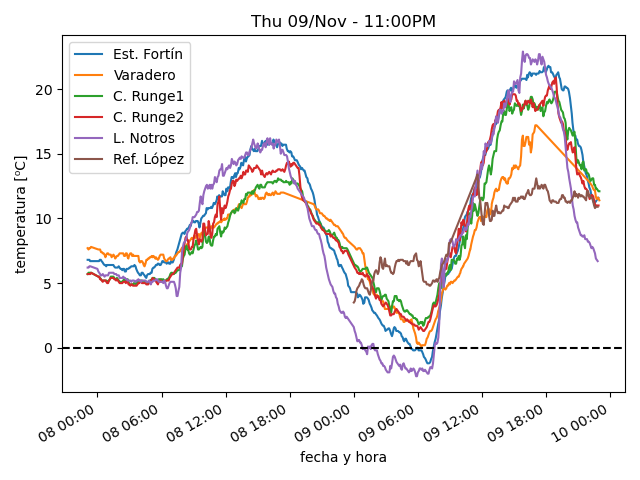 Thu 09/Nov - 11:00PM
Est. Fortín
Varadero
C. Runge1
C. Runge2
L. Notros
Ref. López
temperatura [°C]
20
15
10
5
0
08 00:00
08 06:00
08 12:00
08 18:00
09 00:00
09 06:00
09 12:00
09 18:00
10 00:00
fecha y hora